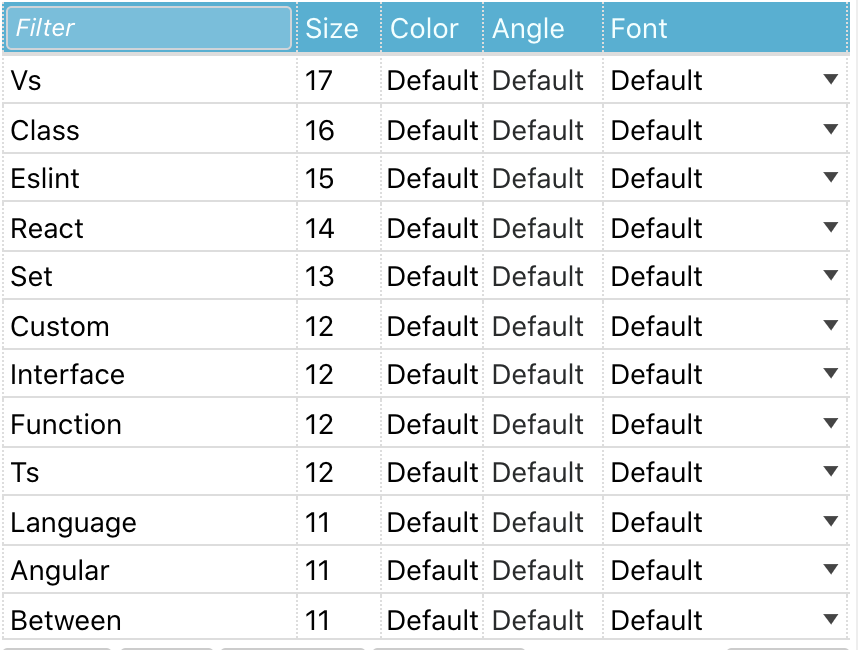 Filter Size Color Angle Font
Vs 17 Default Default Default
Class 16 Default Default Default
Eslint 15 Default Default Default
React 14 Default Default Default
Set 13 Default Default Default
Custom 12 Default Default Default
Interface 12 Default Default Default
Function 12 Default Default Default
Ts 12 Default Default Default
Language 11 Default Default Default
Angular 11 Default Default Default
Between 11 Default Default Default